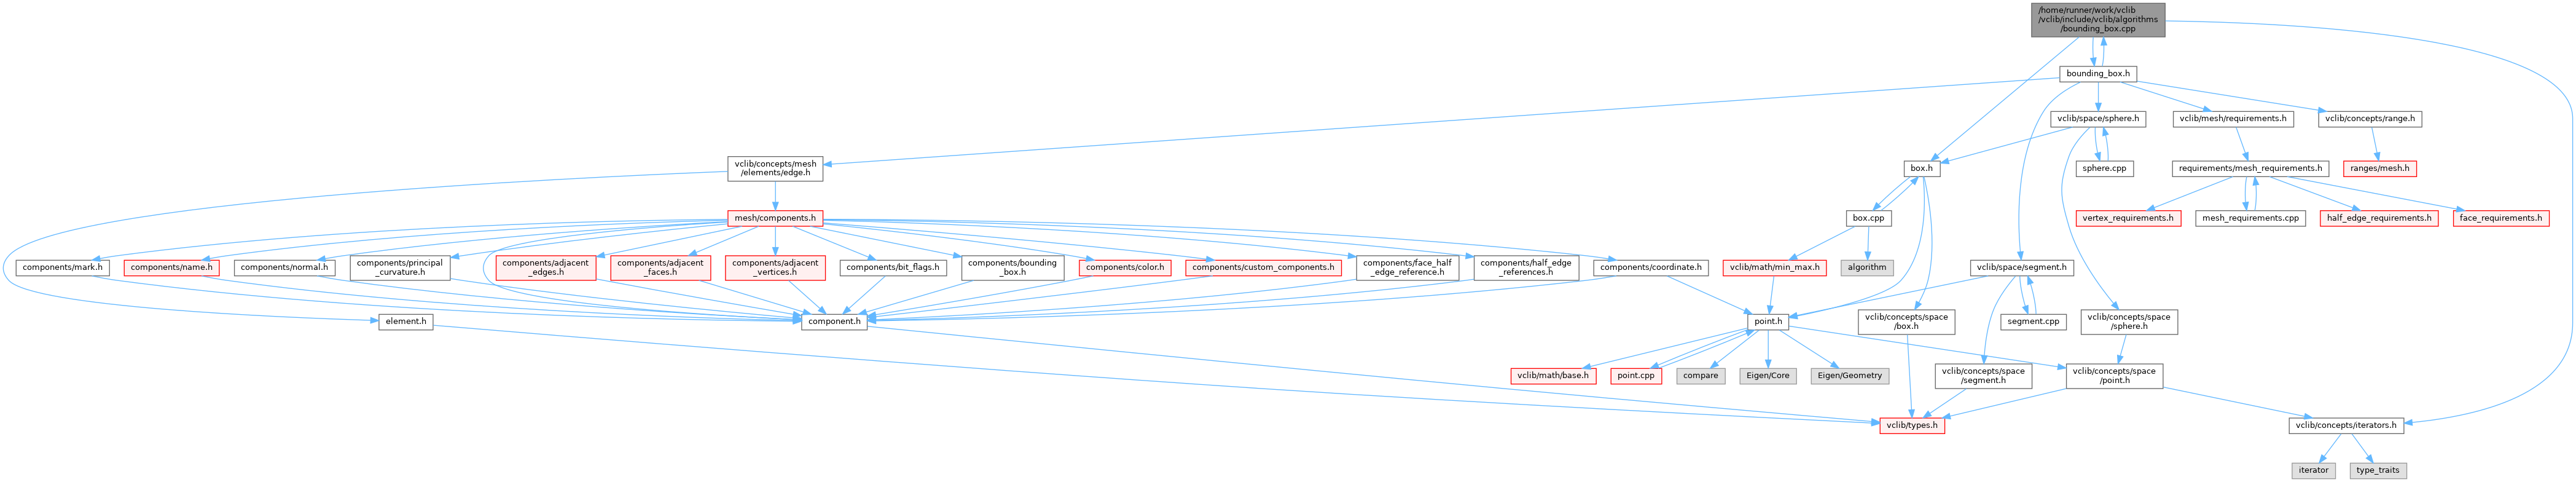 /home/runner/work/vclib
/vclib/include/vclib/algorithms
/bounding_box.cpp
bounding_box.h
vclib/space/sphere.h
vclib/mesh/requirements.h
vclib/concepts/range.h
vclib/concepts/mesh
/elements/edge.h
box.h
sphere.cpp
requirements/mesh_requirements.h
ranges/mesh.h
mesh/components.h
box.cpp
vertex_requirements.h
mesh_requirements.cpp
half_edge_requirements.h
face_requirements.h
components/mark.h
components/name.h
components/normal.h
components/principal
_curvature.h
components/adjacent
_edges.h
components/adjacent
_faces.h
components/adjacent
_vertices.h
components/bit_flags.h
components/bounding
_box.h
components/color.h
components/custom_components.h
components/face_half
_edge_reference.h
components/half_edge
_references.h
components/coordinate.h
vclib/math/min_max.h
algorithm
vclib/space/segment.h
element.h
component.h
point.h
vclib/concepts/space
/box.h
segment.cpp
vclib/concepts/space
/sphere.h
vclib/math/base.h
point.cpp
compare
Eigen/Core
Eigen/Geometry
vclib/concepts/space
/segment.h
vclib/concepts/space
/point.h
vclib/types.h
vclib/concepts/iterators.h
iterator
type_traits